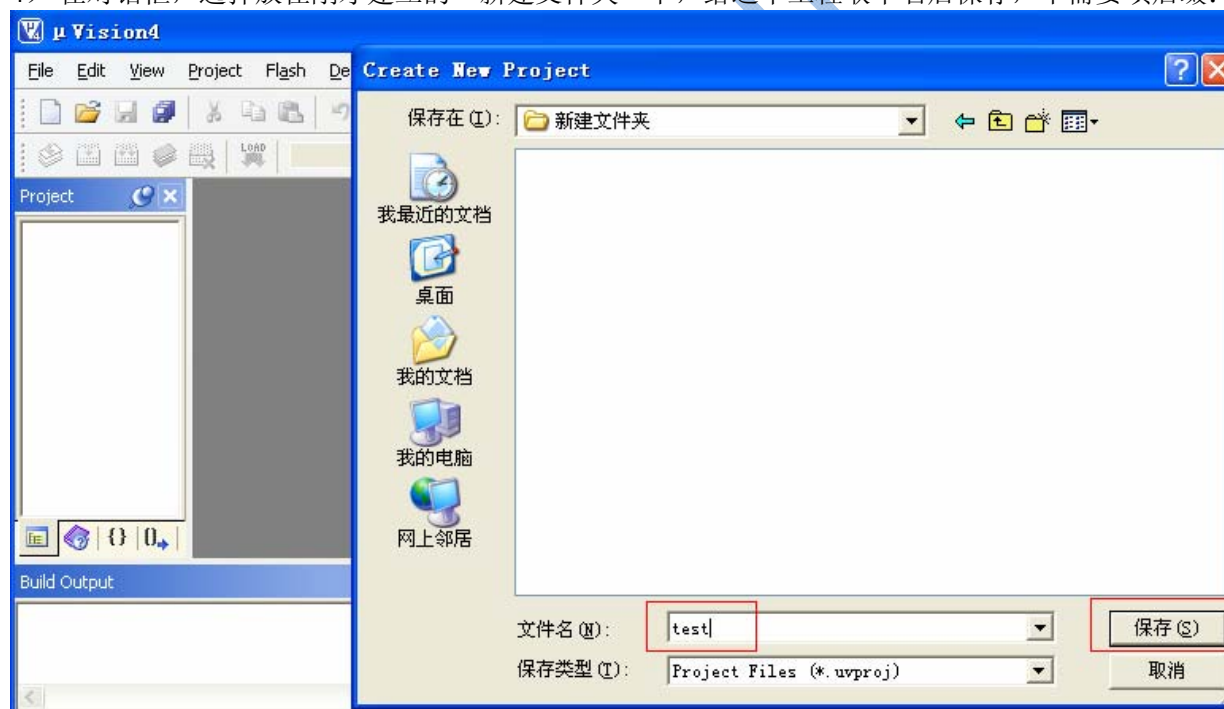 μVision4
File Edit View Project Flash De
Create New Project
保存在(I): 新建文件夹
LOAD
Project
我最近的文档
桌面
我的文档
我的电脑
网上邻居
Build Output
文件名(N): test 保存(S)
保存类型(T): Project Files (*.uvproj) 取消